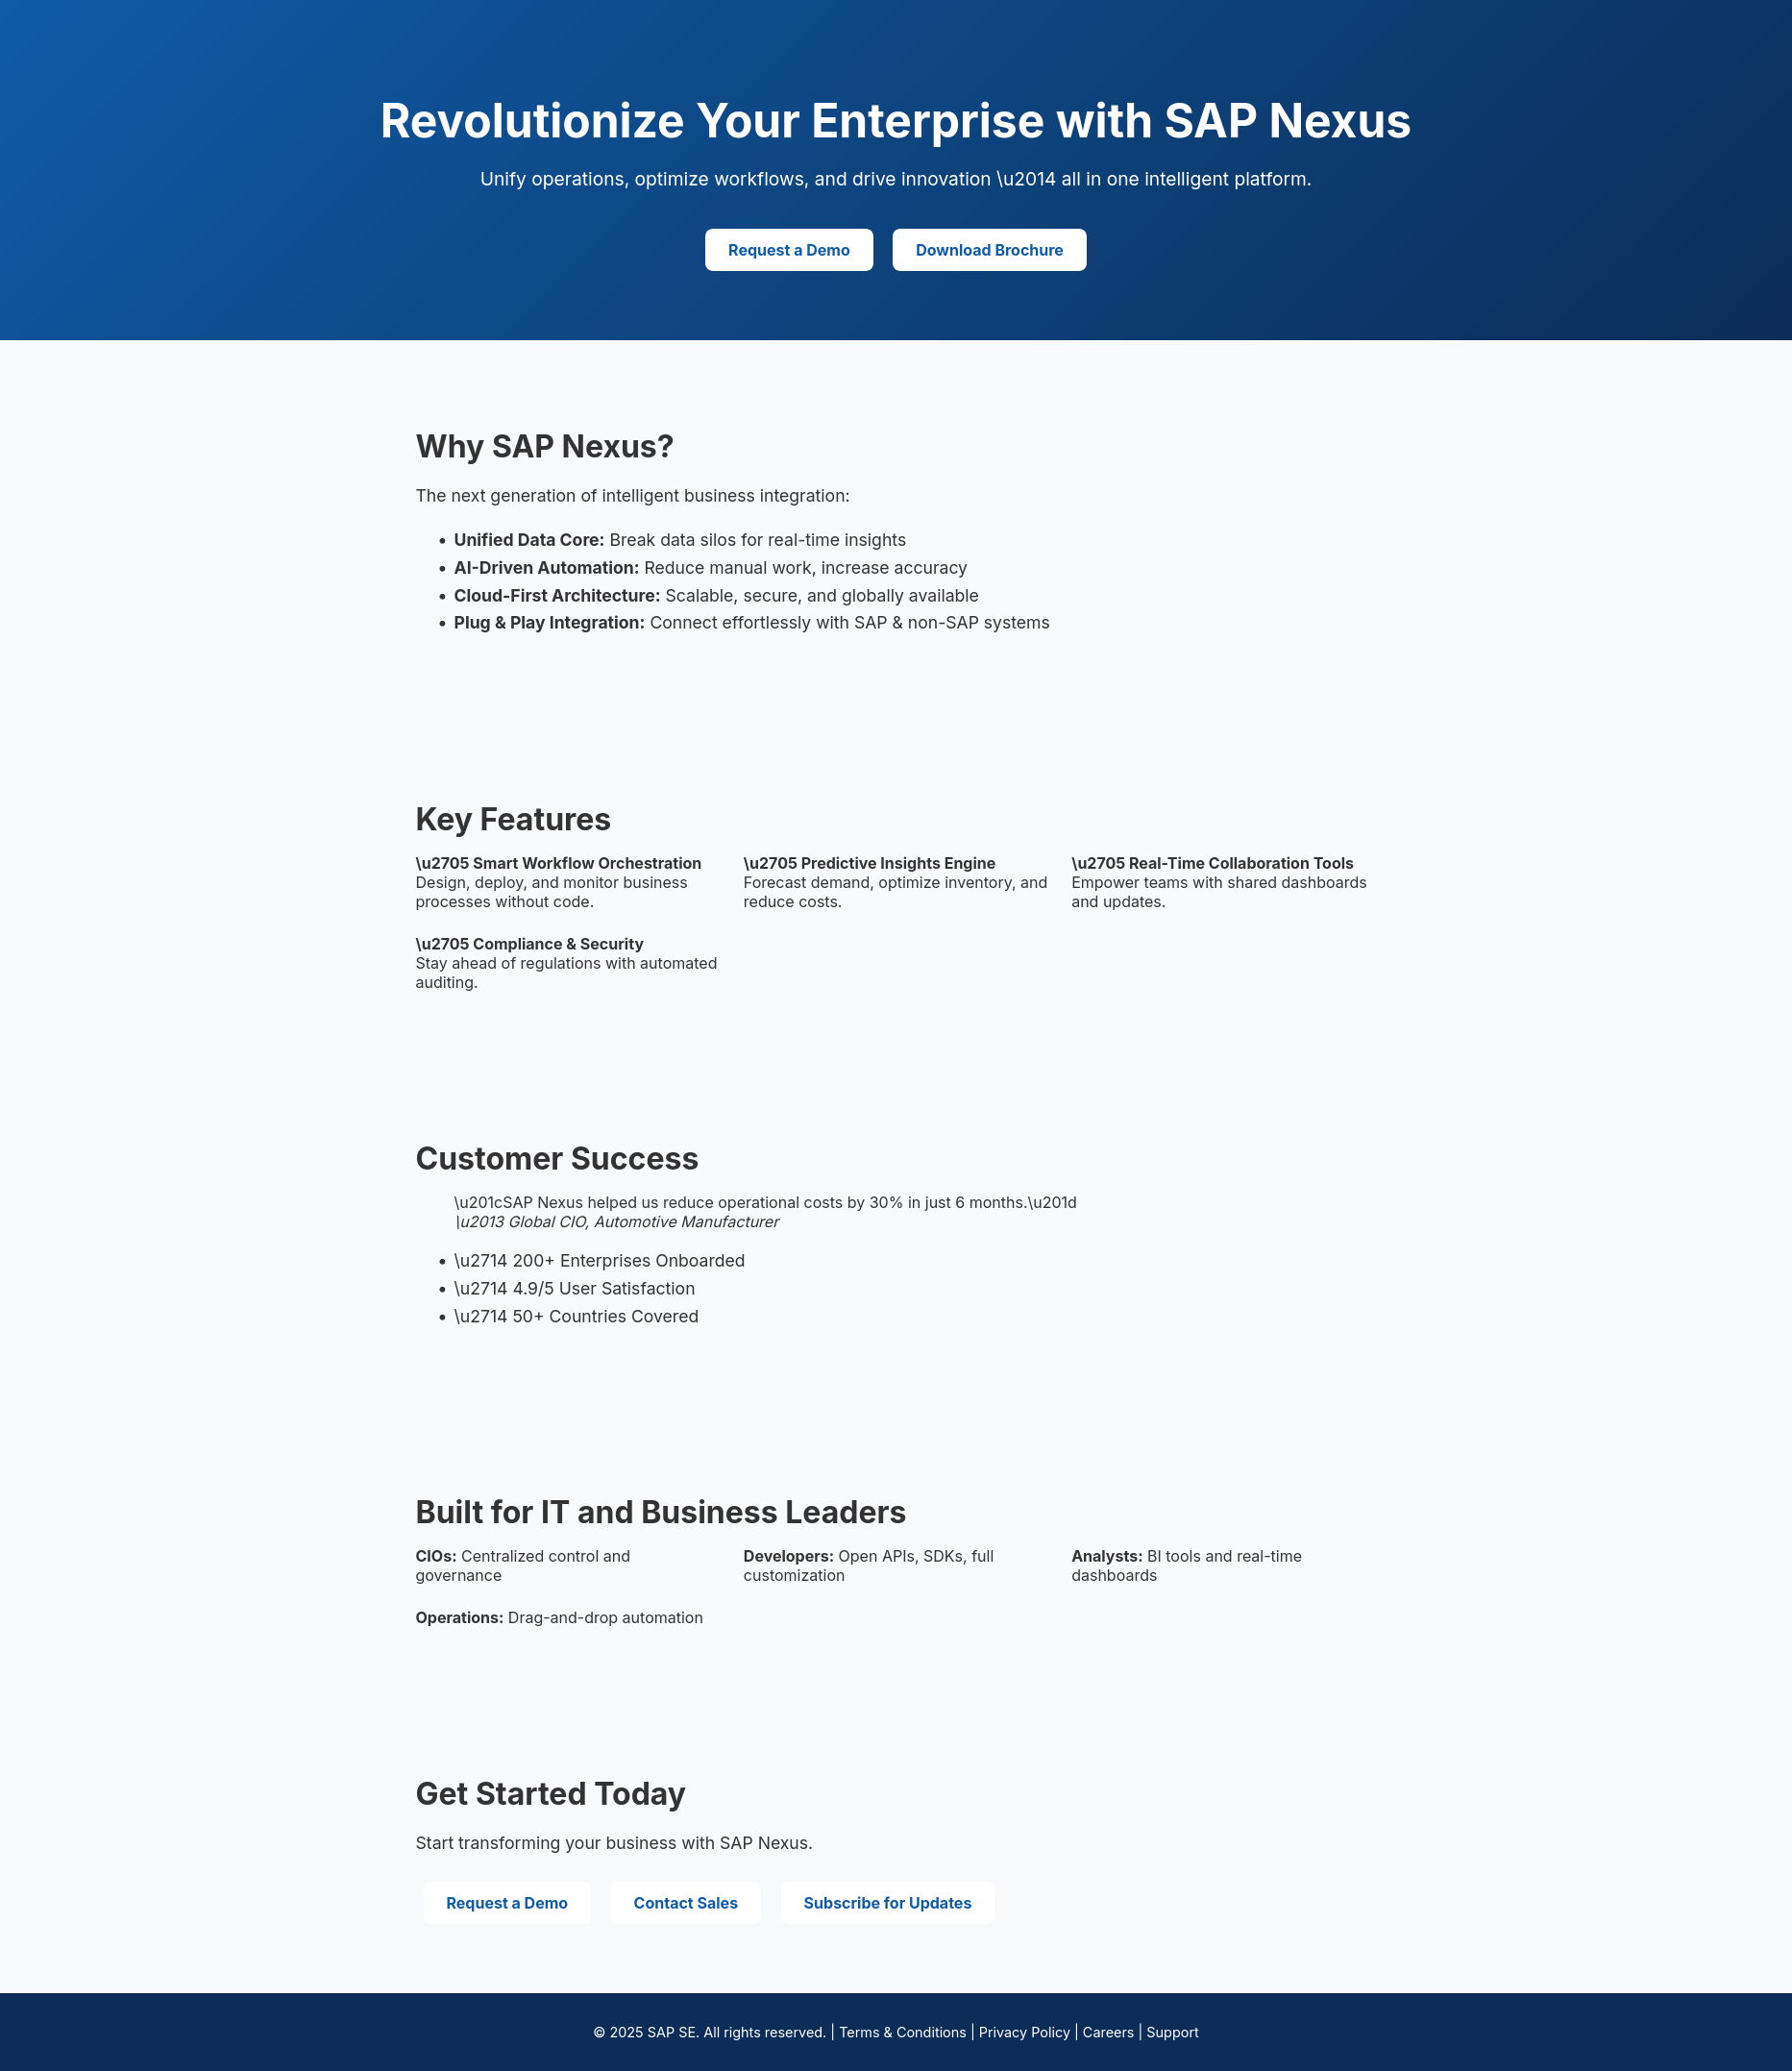 Revolutionize Your Enterprise with SAP Nexus
Unify operations, optimize workflows, and drive innovation \u2014 all in one intelligent platform.
Request a Demo Download Brochure
Why SAP Nexus?
The next generation of intelligent business integration:
• Unified Data Core: Break data silos for real-time insights
• AI-Driven Automation: Reduce manual work, increase accuracy
• Cloud-First Architecture: Scalable, secure, and globally available
• Plug & Play Integration: Connect effortlessly with SAP & non-SAP systems
Key Features
\u2705 Smart Workflow Orchestration
Design, deploy, and monitor business
processes without code.
\u2705 Predictive Insights Engine
Forecast demand, optimize inventory, and
reduce costs.
\u2705 Real-Time Collaboration Tools
Empower teams with shared dashboards
and updates.
\u2705 Compliance & Security
Stay ahead of regulations with automated
auditing.
Customer Success
\u201cSAP Nexus helped us reduce operational costs by 30% in just 6 months.\u201d
\u2013 Global CIO, Automotive Manufacturer
• \u2714 200+ Enterprises Onboarded
• \u2714 4.9/5 User Satisfaction
• \u2714 50+ Countries Covered
Built for IT and Business Leaders
CIOs: Centralized control and
governance
Developers: Open APIs, SDKs, full
customization
Analysts: BI tools and real-time
dashboards
Operations: Drag-and-drop automation
Get Started Today
Start transforming your business with SAP Nexus.
Request a Demo Contact Sales Subscribe for Updates
© 2025 SAP SE. All rights reserved. | Terms & Conditions | Privacy Policy | Careers | Support